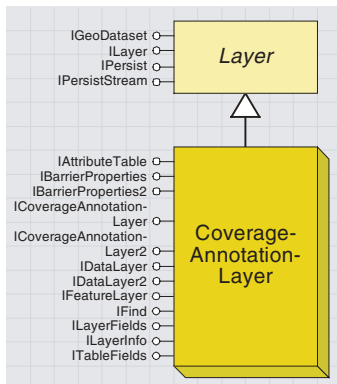 IGeoDataset
ILayer
IPersist
IPersistStream
Layer
IAttributeTable
IBarrierProperties
IBarrierProperties2
ICoverageAnnotation-
Layer
ICoverageAnnotation-
Layer2
IDataLayer
IDataLayer2
IFeatureLayer
IFind
ILayerFields
ILayerInfo
ITableFields
Coverage-
Annotation-
Layer